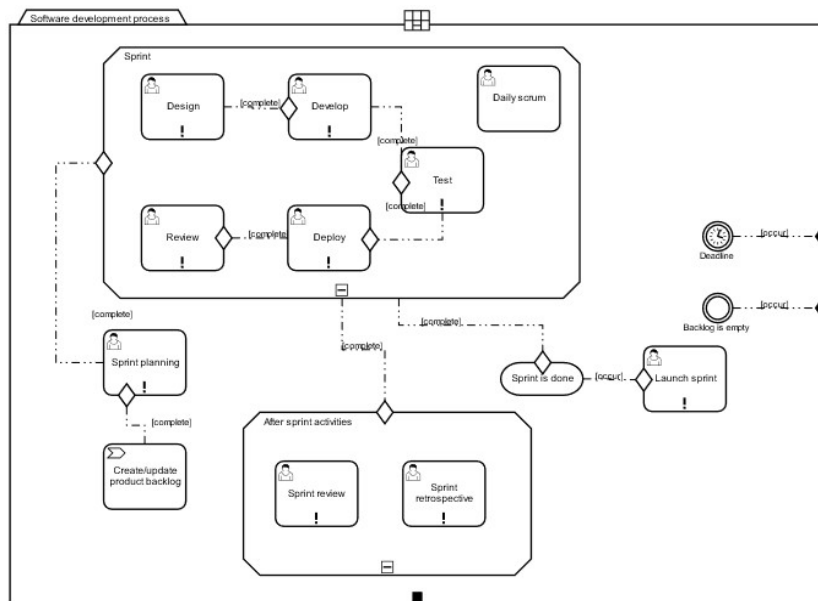 Software development process
Sprint
Design
[complete]
Develop
Daily scrum
[complete]
Test
[complete]
Review
[complete]
Deploy
[occur]
Deadline
[occur]
Backlog is empty
[complete]
[complete]
Sprint planning
[complete]
Sprint is done
[occur]
Launch sprint
After sprint activities
[complete]
Create/update
product backlog
Sprint review
Sprint
retrospective